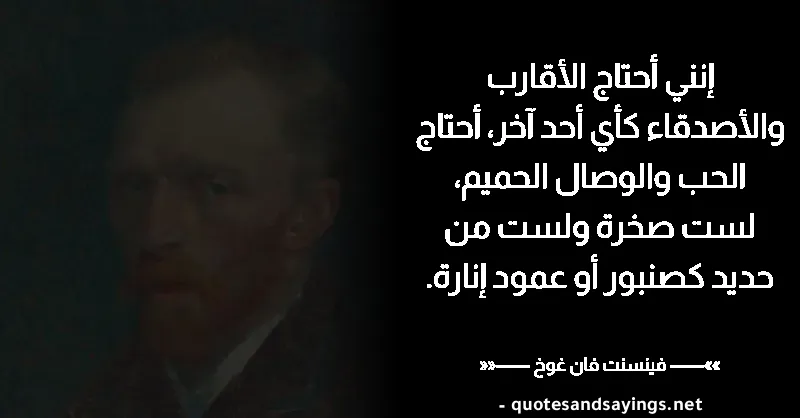 إنني أحتاج الأقارب
والأصدقاء كأي أحد آخر، أحتاج
الحب والوصال الحميم،
لست صخرة ولست من
حديد كصنبور أو عمود إنارة.
»»—— فينسنت فان غوخ ——««
- quotesandsayings.net